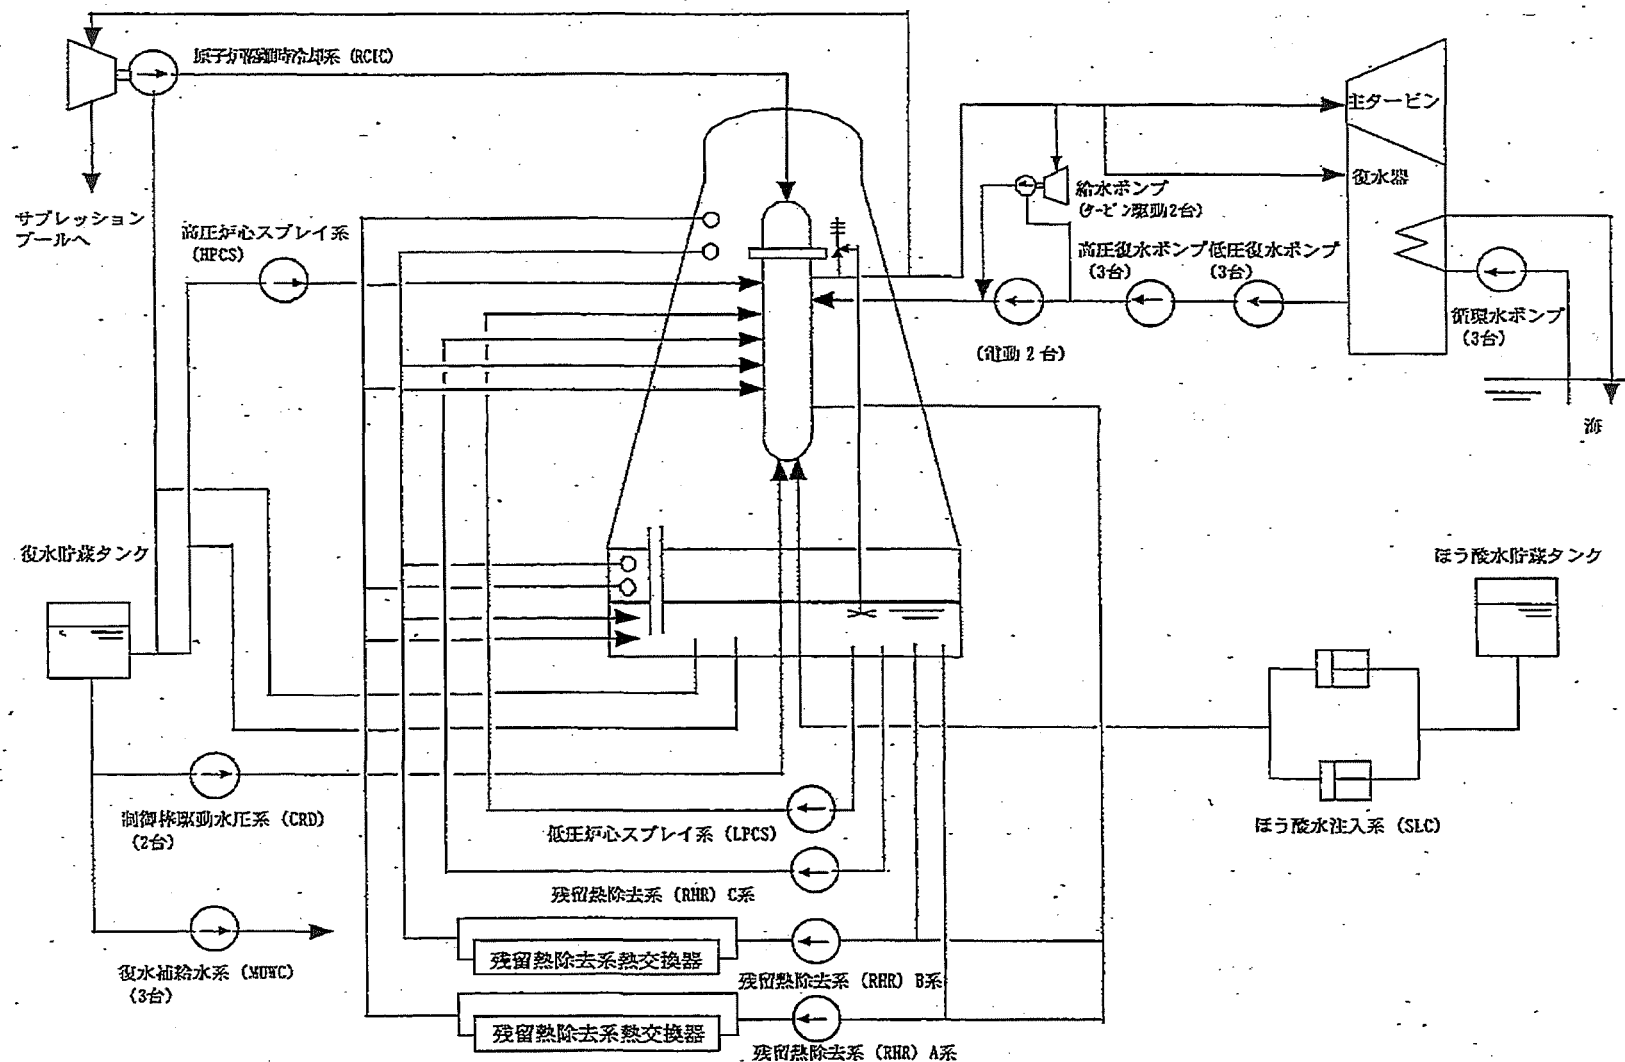 原子炉隔離時冷却系 (RCIC)
主タービン
復水器
給水ポンプ
(タービン駆動2台)
サプレッション
プールへ
高圧炉心スプレイ系
(HPCS)
高圧復水ポンプ
(3台)
低圧復水ポンプ
(3台)
循環水ポンプ
(3台)
(電動2台)
海
復水貯蔵タンク
ほう酸水貯蔵タンク
制御棒駆動水圧系 (CRD)
(2台)
低圧炉心スプレイ系 (LPCS)
ほう酸水注入系 (SLC)
残留熱除去系 (RHR) C系
残留熱除去系熱交換器
残留熱除去系 (RHR) B系
復水補給水系 (MUWC)
(3台)
残留熱除去系熱交換器
残留熱除去系 (RHR) A系